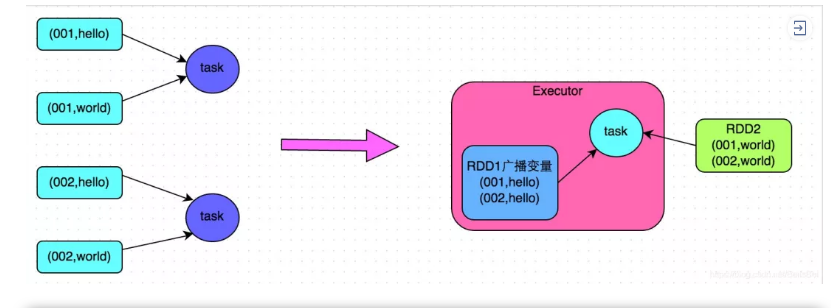 (001,hello)
task
(001,world)
(002,hello)
task
(002,world)
Executor
task
RDD1广播变量
(001,hello)
(002,hello)
RDD2
(001,world)
(002,world)